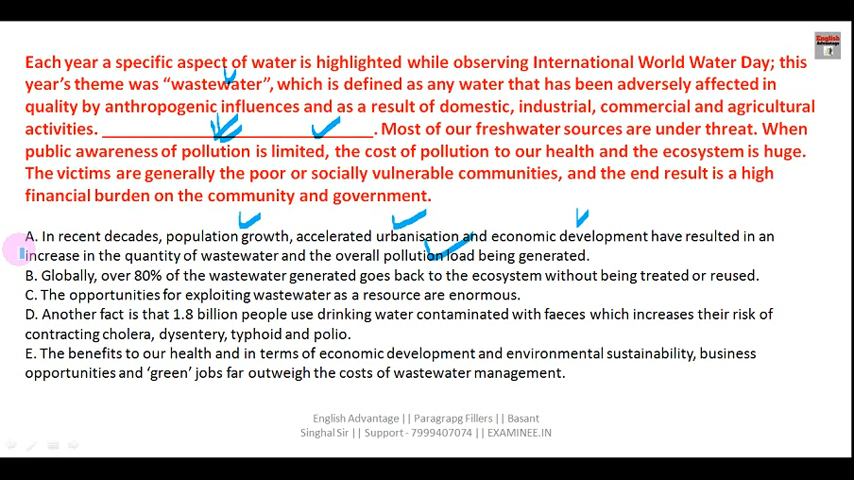 English
Advantage
Each year a specific aspect of water is highlighted while observing International World Water Day; this
year's theme was “wastewater”, which is defined as any water that has been adversely affected in
quality by anthropogenic influences and as a result of domestic, industrial, commercial and agricultural
activities. ______________________________. Most of our freshwater sources are under threat. When
public awareness of pollution is limited, the cost of pollution to our health and the ecosystem is huge.
The victims are generally the poor or socially vulnerable communities, and the end result is a high
financial burden on the community and government.
A. In recent decades, population growth, accelerated urbanisation and economic development have resulted in an
increase in the quantity of wastewater and the overall pollution load being generated.
B. Globally, over 80% of the wastewater generated goes back to the ecosystem without being treated or reused.
C. The opportunities for exploiting wastewater as a resource are enormous.
D. Another fact is that 1.8 billion people use drinking water contaminated with faeces which increases their risk of
contracting cholera, dysentery, typhoid and polio.
E. The benefits to our health and in terms of economic development and environmental sustainability, business
opportunities and ‘green’ jobs far outweigh the costs of wastewater management.
English Advantage || Paragrapg Fillers || Basant
Singhal Sir || Support - 7999407074 || EXAMINEE.IN